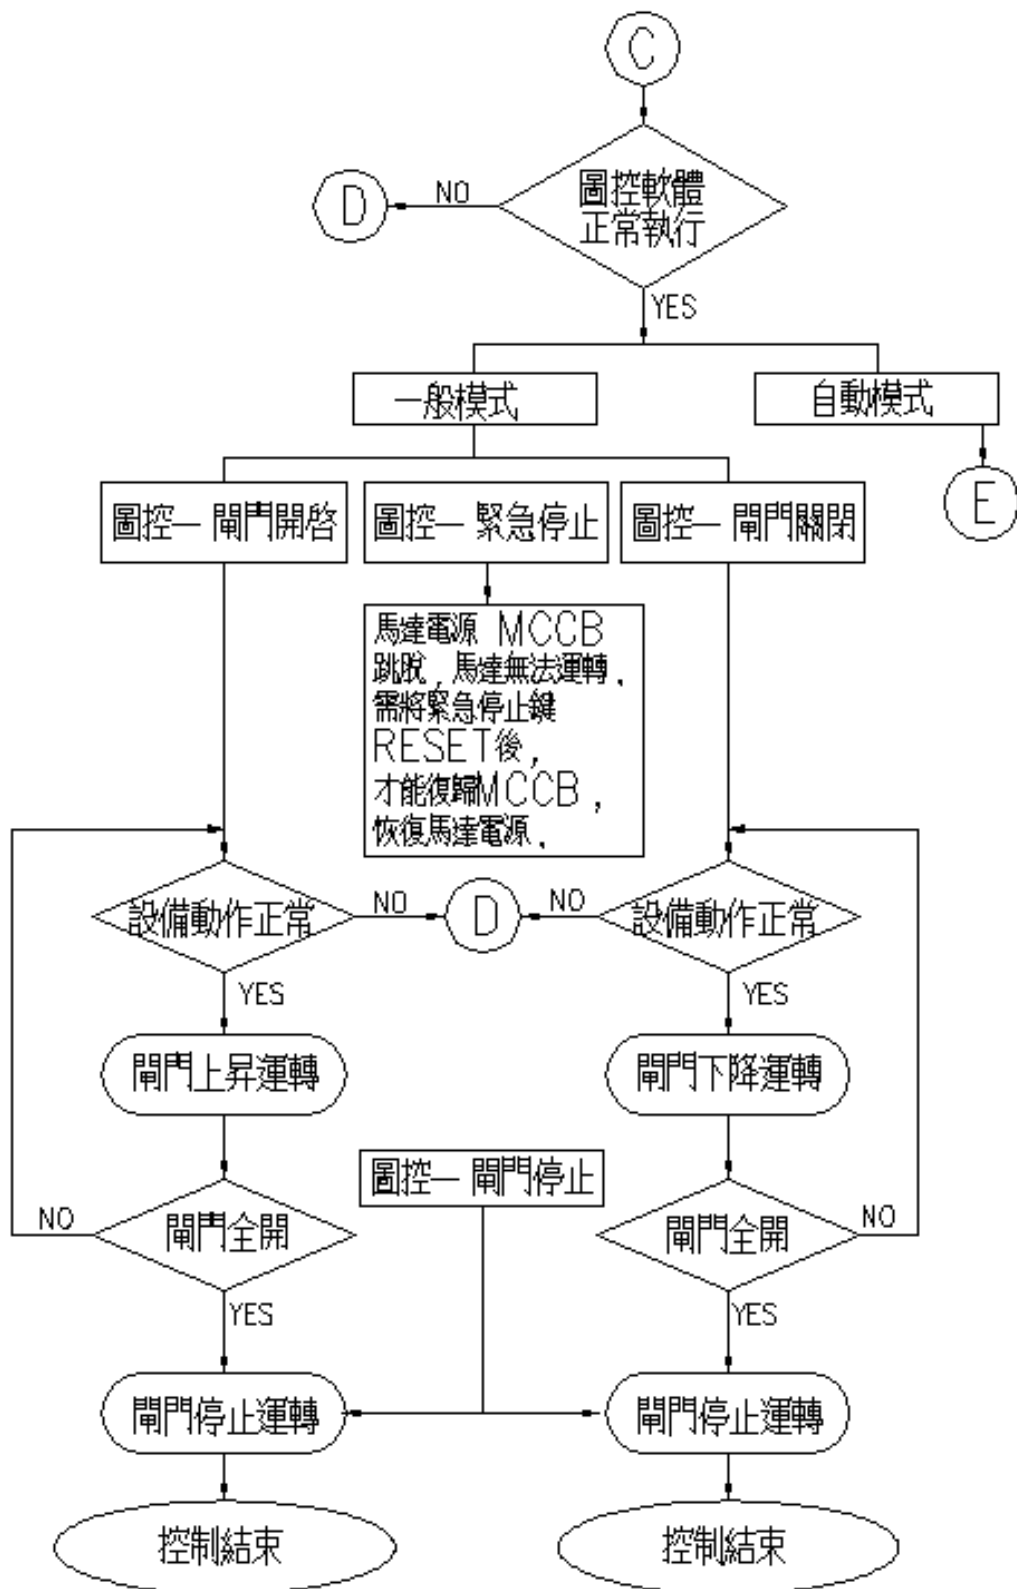 C
圖控軟體
正常執行
NO
D
YES
一般模式
自動模式
E
圖控一 閘門開啓
圖控一 緊急停止
圖控一 閘門關閉
馬達電源 MCCB
跳脫,馬達無法運轉.
需將緊急停止鍵
RESET後,
才能復歸MCCB,
恢復馬達電源.
設備動作正常
NO
D
NO
設備動作正常
YES
YES
閘門上昇運轉
閘門下降運轉
圖控一 閘門停止
NO
閘門全開
閘門全開
NO
YES
YES
閘門停止運轉
閘門停止運轉
控制結束
控制結束